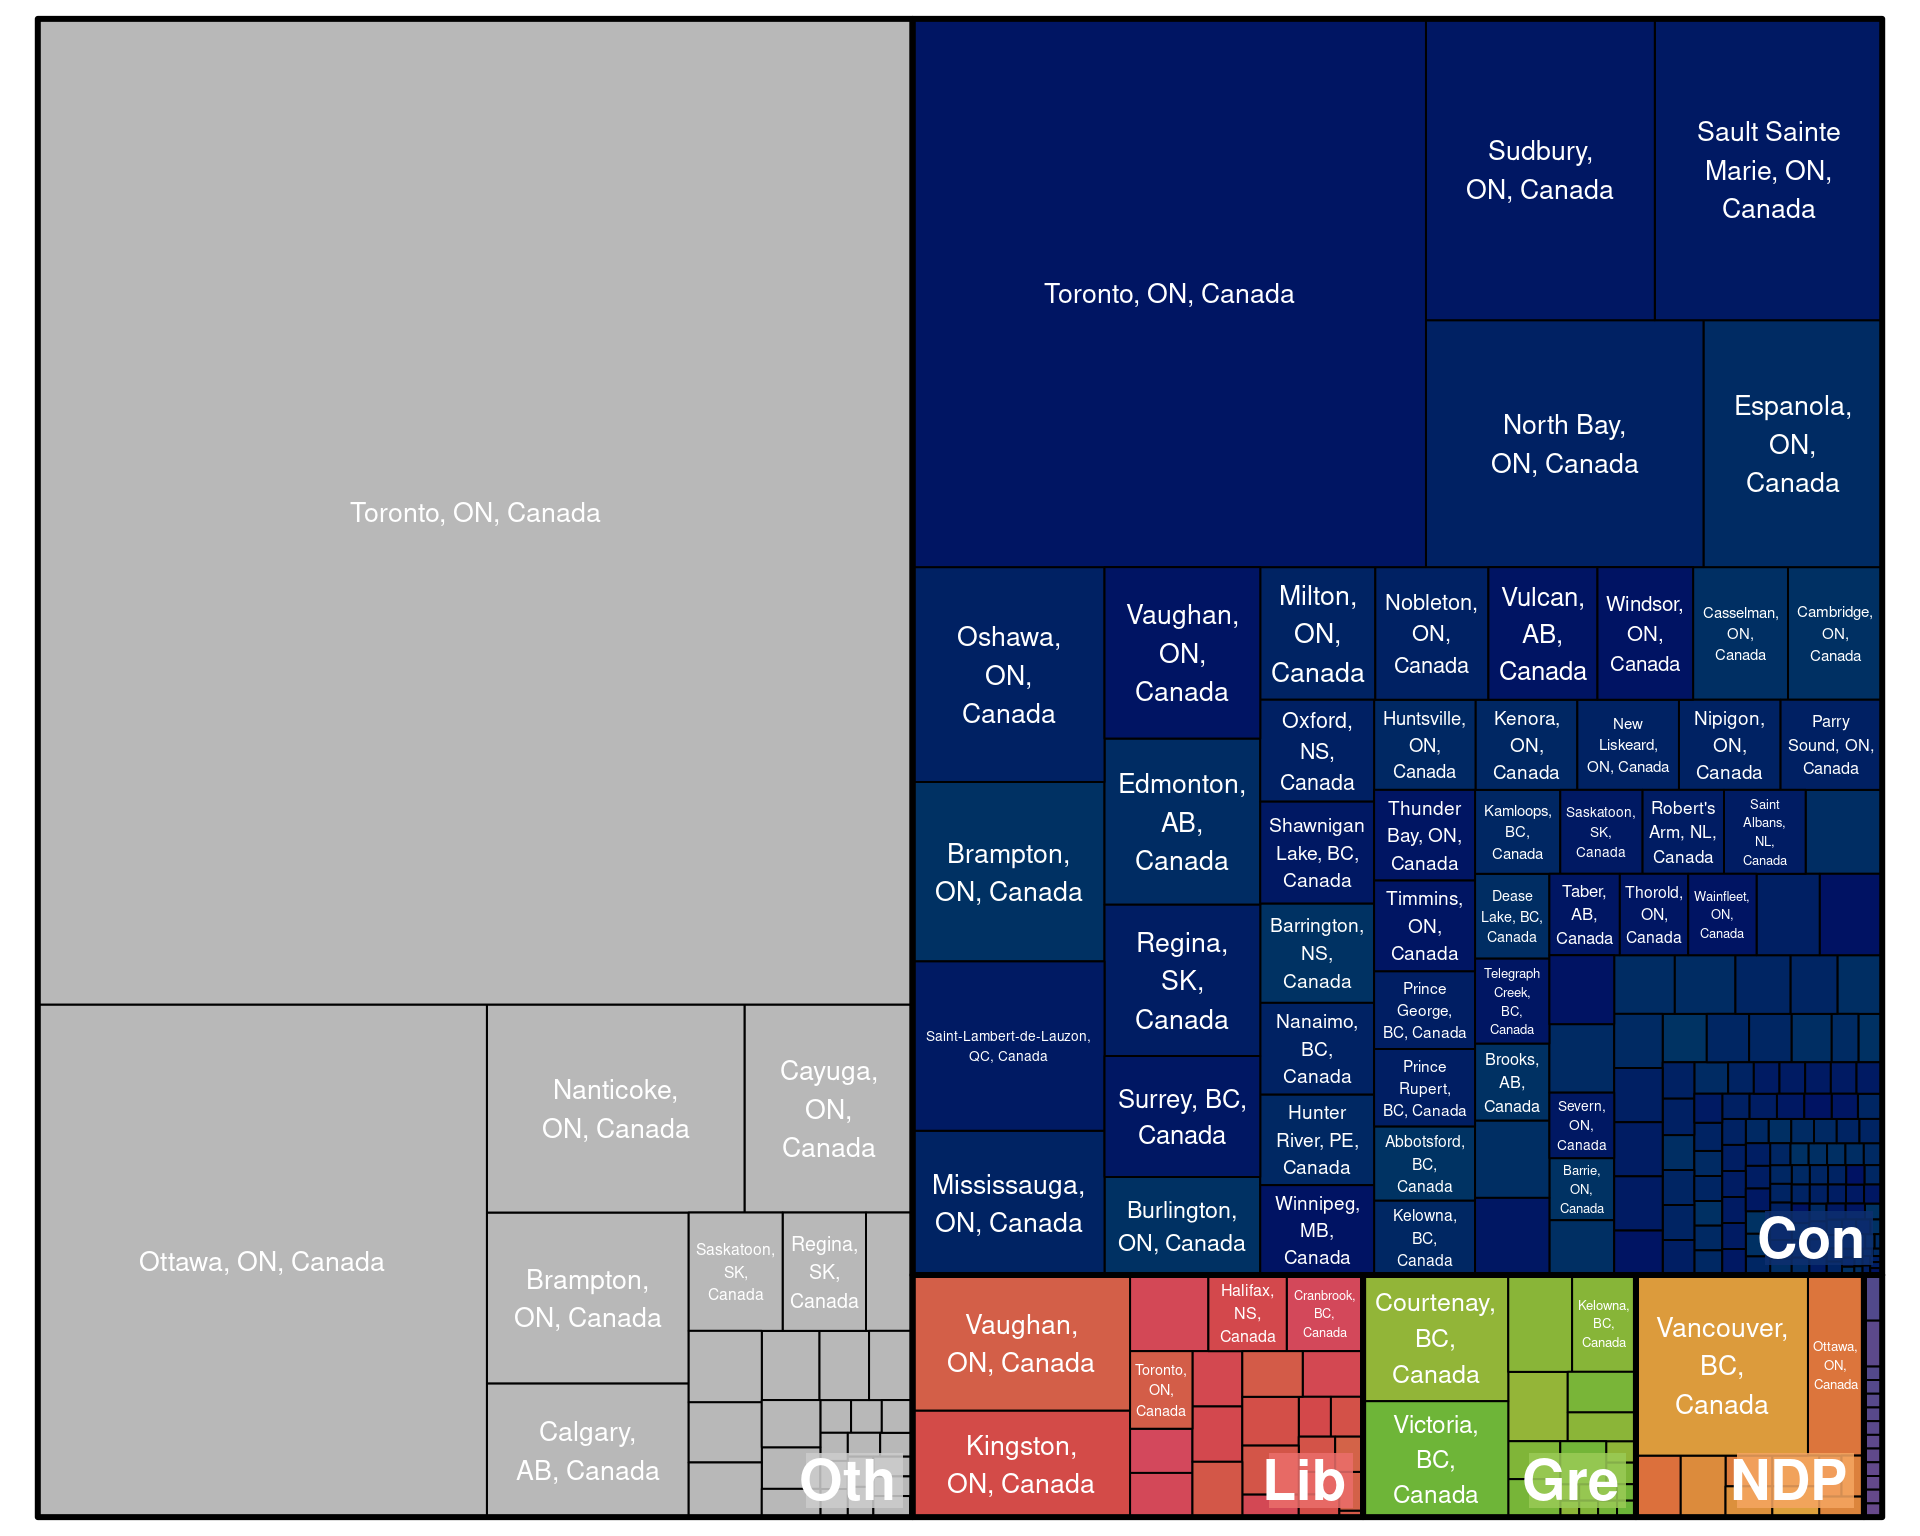 Toronto, ON, Canada
Ottawa, ON, Canada
Nanticoke,
ON, Canada
Cayuga,
ON,
Canada
Brampton,
ON, Canada
Saskatoon,
SK,
Canada
Regina,
SK,
Canada
Calgary,
AB, Canada
Oth
Toronto, ON, Canada
Sudbury,
ON, Canada
Sault Sainte
Marie, ON,
Canada
North Bay,
ON, Canada
Espanola,
ON,
Canada
Oshawa,
ON,
Canada
Brampton,
ON, Canada
Saint-Lambert-de-Lauzon,
QC, Canada
Mississauga,
ON, Canada
Vaughan,
ON,
Canada
Edmonton,
AB,
Canada
Regina,
SK,
Canada
Surrey, BC,
Canada
Burlington,
ON, Canada
Milton,
ON,
Canada
Oxford,
NS,
Canada
Shawnigan
Lake, BC,
Canada
Barrington,
NS,
Canada
Nanaimo,
BC,
Canada
Hunter
River, PE,
Canada
Winnipeg,
MB,
Canada
Nobleton,
ON,
Canada
Vulcan,
AB,
Canada
Windsor,
ON,
Canada
Casselman,
ON,
Canada
Cambridge,
ON,
Canada
Huntsville,
ON,
Canada
Kenora,
ON,
Canada
New
Liskeard,
ON, Canada
Nipigon,
ON,
Canada
Parry
Sound, ON,
Canada
Thunder
Bay, ON,
Canada
Timmins,
ON,
Canada
Prince
George,
BC, Canada
Prince
Rupert,
BC, Canada
Abbotsford,
BC,
Canada
Kelowna,
BC,
Canada
Kamloops,
BC,
Canada
Saskatoon,
SK,
Canada
Robert's
Arm, NL,
Canada
Saint
Albans,
NL,
Canada
Dease
Lake, BC,
Canada
Telegraph
Creek,
BC,
Canada
Brooks,
AB,
Canada
Taber,
AB,
Canada
Thorold,
ON,
Canada
Wainfleet,
ON,
Canada
Severn,
ON,
Canada
Barrie,
ON,
Canada
Con
Vaughan,
ON, Canada
Kingston,
ON, Canada
Halifax,
NS,
Canada
Cranbrook,
BC,
Canada
Toronto,
ON,
Canada
Lib
Courtenay,
BC,
Canada
Victoria,
BC,
Canada
Kelowna,
BC,
Canada
Gre
Vancouver,
BC,
Canada
Ottawa,
ON,
Canada
NDP